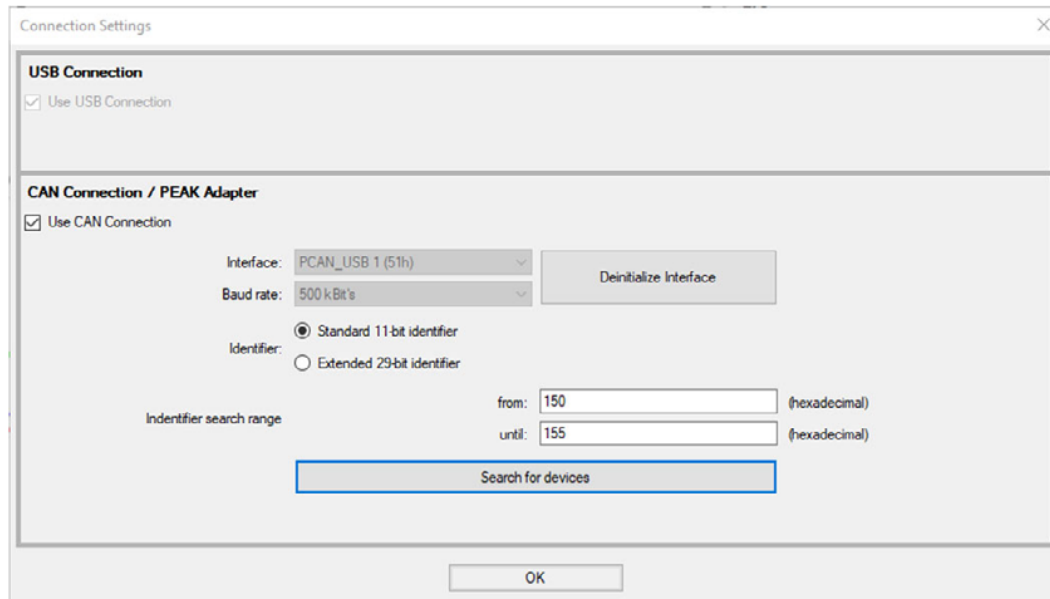 Connection Settings
USB Connection
Use USB Connection
CAN Connection / PEAK Adapter
Use CAN Connection
Interface: PCAN_USB 1 (51h) Deinitialize Interface
Baud rate: 500 kBit's
Identifier: Standard 11-bit identifier
Extended 29-bit identifier
Indentifier search range
from: 150 (hexadecimal)
until: 155 (hexadecimal)
Search for devices
OK